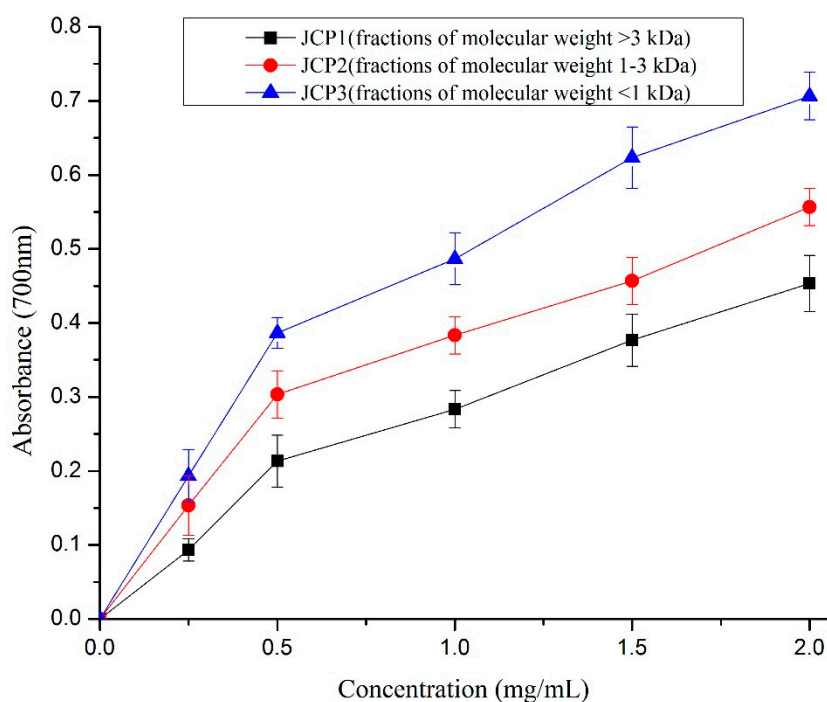 JCP1(fractions of molecular weight >3 kDa)
JCP2(fractions of molecular weight 1-3 kDa)
JCP3(fractions of molecular weight <1 kDa)
0.8
0.7
0.6
0.5
0.4
0.3
0.2
0.1
0.0
Absorbance (700nm)
0.0 0.5 1.0 1.5 2.0
Concentration (mg/mL)